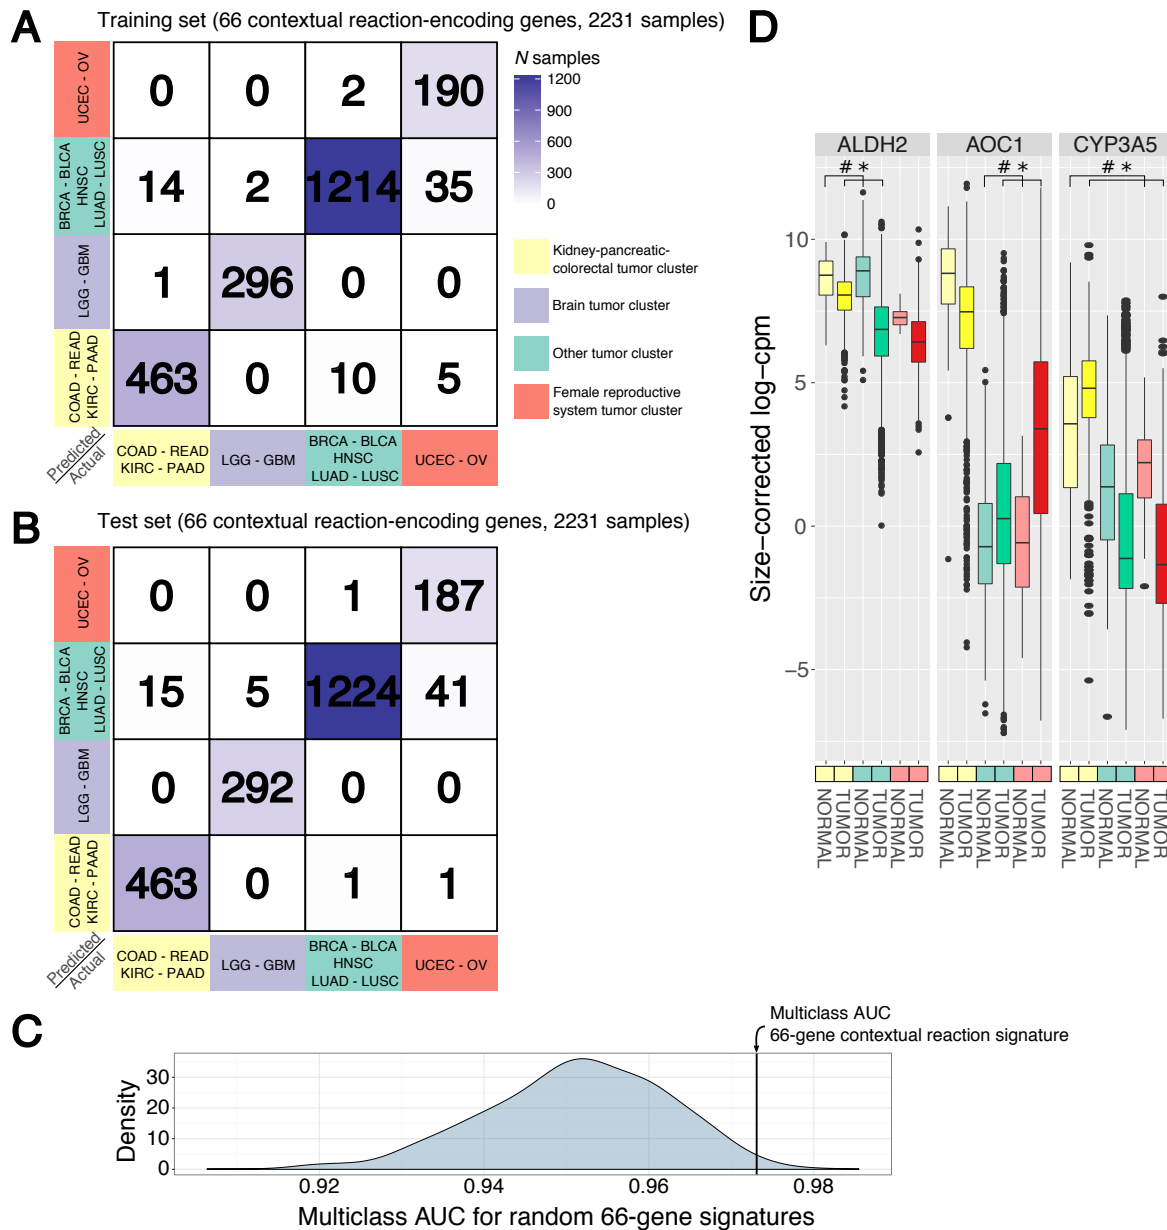 A
Training set (66 contextual reaction-encoding genes, 2231 samples)
UCEC - OV
0 0 2 190
BRCA - BLCA
HNSC
LUAD - LUSC
14 2 1214 35
LGG - GBM
1 296 0 0
COAD - READ
KIRC - PAAD
463 0 10 5
Predicted
Actual
COAD - READ
KIRC - PAAD
LGG - GBM
BRCA - BLCA
HNSC
LUAD - LUSC
UCEC - OV
N samples
1200
900
600
300
0
Kidney-pancreatic-
colorectal tumor cluster
Brain tumor cluster
Other tumor cluster
Female reproductive
system tumor cluster
B
Test set (66 contextual reaction-encoding genes, 2231 samples)
UCEC - OV
0 0 1 187
BRCA - BLCA
HNSC
LUAD - LUSC
15 5 1224 41
LGG - GBM
0 292 0 0
COAD - READ
KIRC - PAAD
463 0 1 1
Predicted
Actual
COAD - READ
KIRC - PAAD
LGG - GBM
BRCA - BLCA
HNSC
LUAD - LUSC
UCEC - OV
C
Multiclass AUC
66-gene contextual reaction signature
Density
30
20
10
0
0.92 0.94 0.96 0.98
Multiclass AUC for random 66-gene signatures
D
ALDH2 AOC1 CYP3A5
# * # * # *
Size-corrected log-cpm
10
5
0
-5
NORMAL
TUMOR
NORMAL
TUMOR
NORMAL
TUMOR
NORMAL
TUMOR
NORMAL
TUMOR
NORMAL
TUMOR
NORMAL
TUMOR
NORMAL
TUMOR
NORMAL
TUMOR